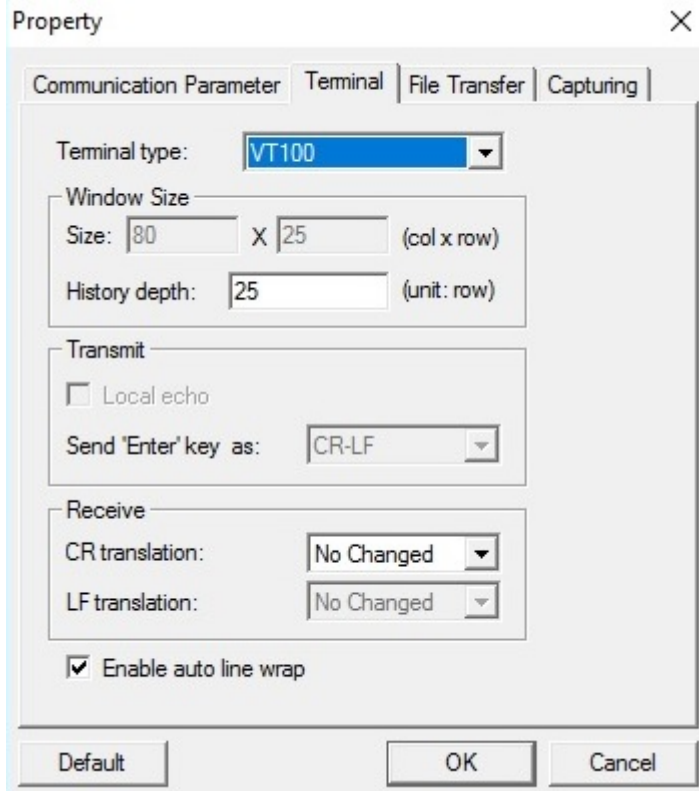 Property
Communication Parameter Terminal File Transfer Capturing
Terminal type: VT100
Window Size
Size: 80 X 25 (col x row)
History depth: 25 (unit: row)
Transmit
Local echo
Send 'Enter' key as: CR-LF
Receive
CR translation: No Changed
LF translation: No Changed
Enable auto line wrap
Default OK Cancel